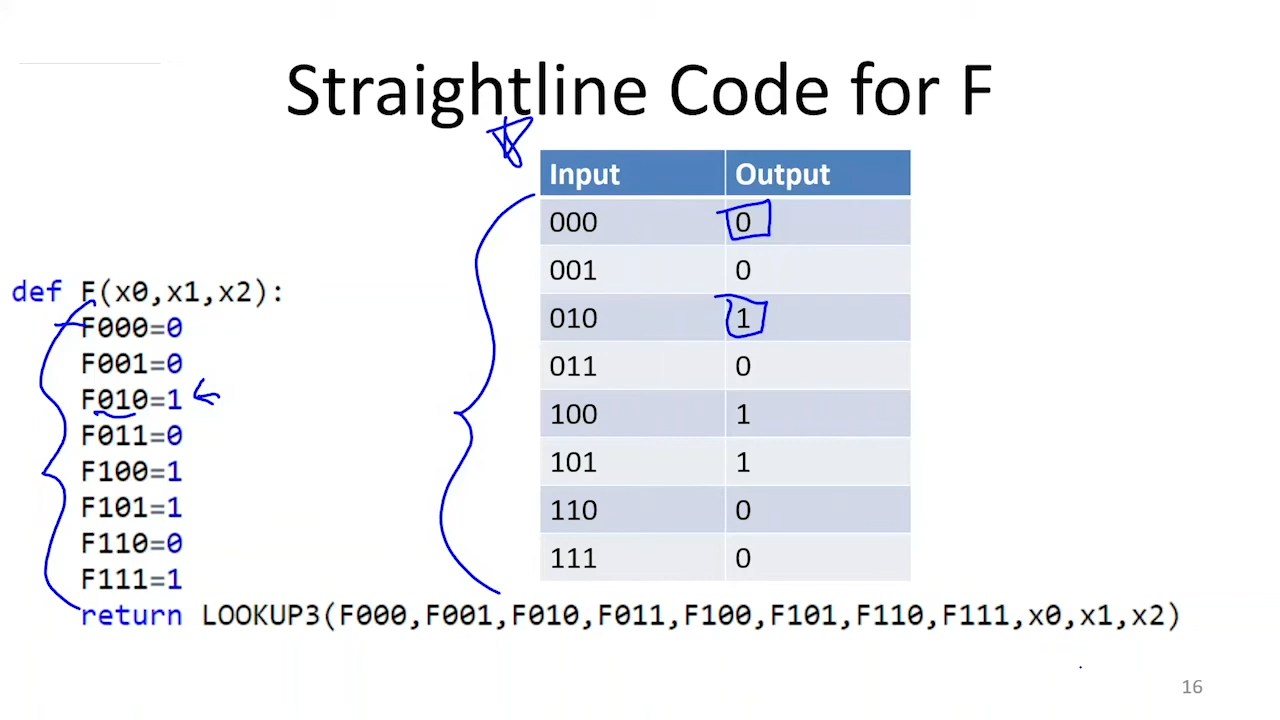 Straightline Code for F
Input Output
000 0
001 0
010 1
011 0
100 1
101 1
110 0
111 0
def F(x0,x1,x2):
F000=0
F001=0
F010=1
F011=0
F100=1
F101=1
F110=0
F111=1
return LOOKUP3(F000,F001,F010,F011,F100,F101,F110,F111,x0,x1,x2)
16